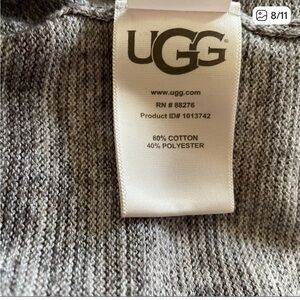 8/11
UGG
www.ugg.com
RN # 88276
Product ID# 1013742
60% COTTON
40% POLYESTER